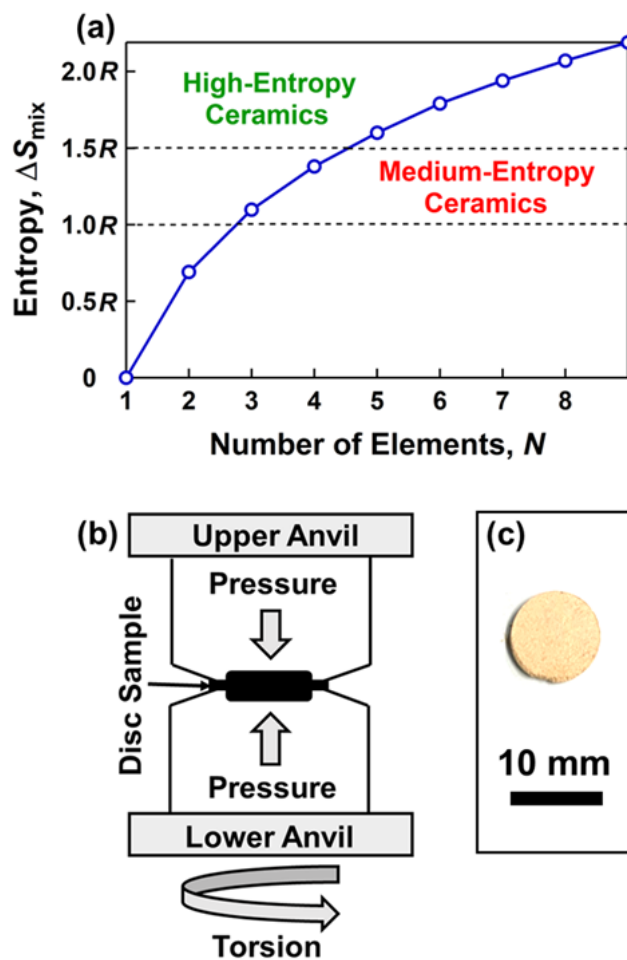 (a)
2.0R
1.5R
1.0R
0.5R
0
Entropy, ΔSmix
High-Entropy
Ceramics
Medium-Entropy
Ceramics
1 2 3 4 5 6 7 8
Number of Elements, N
(b)
Upper Anvil
Pressure
Disc Sample
Pressure
Lower Anvil
Torsion
(c)
10 mm